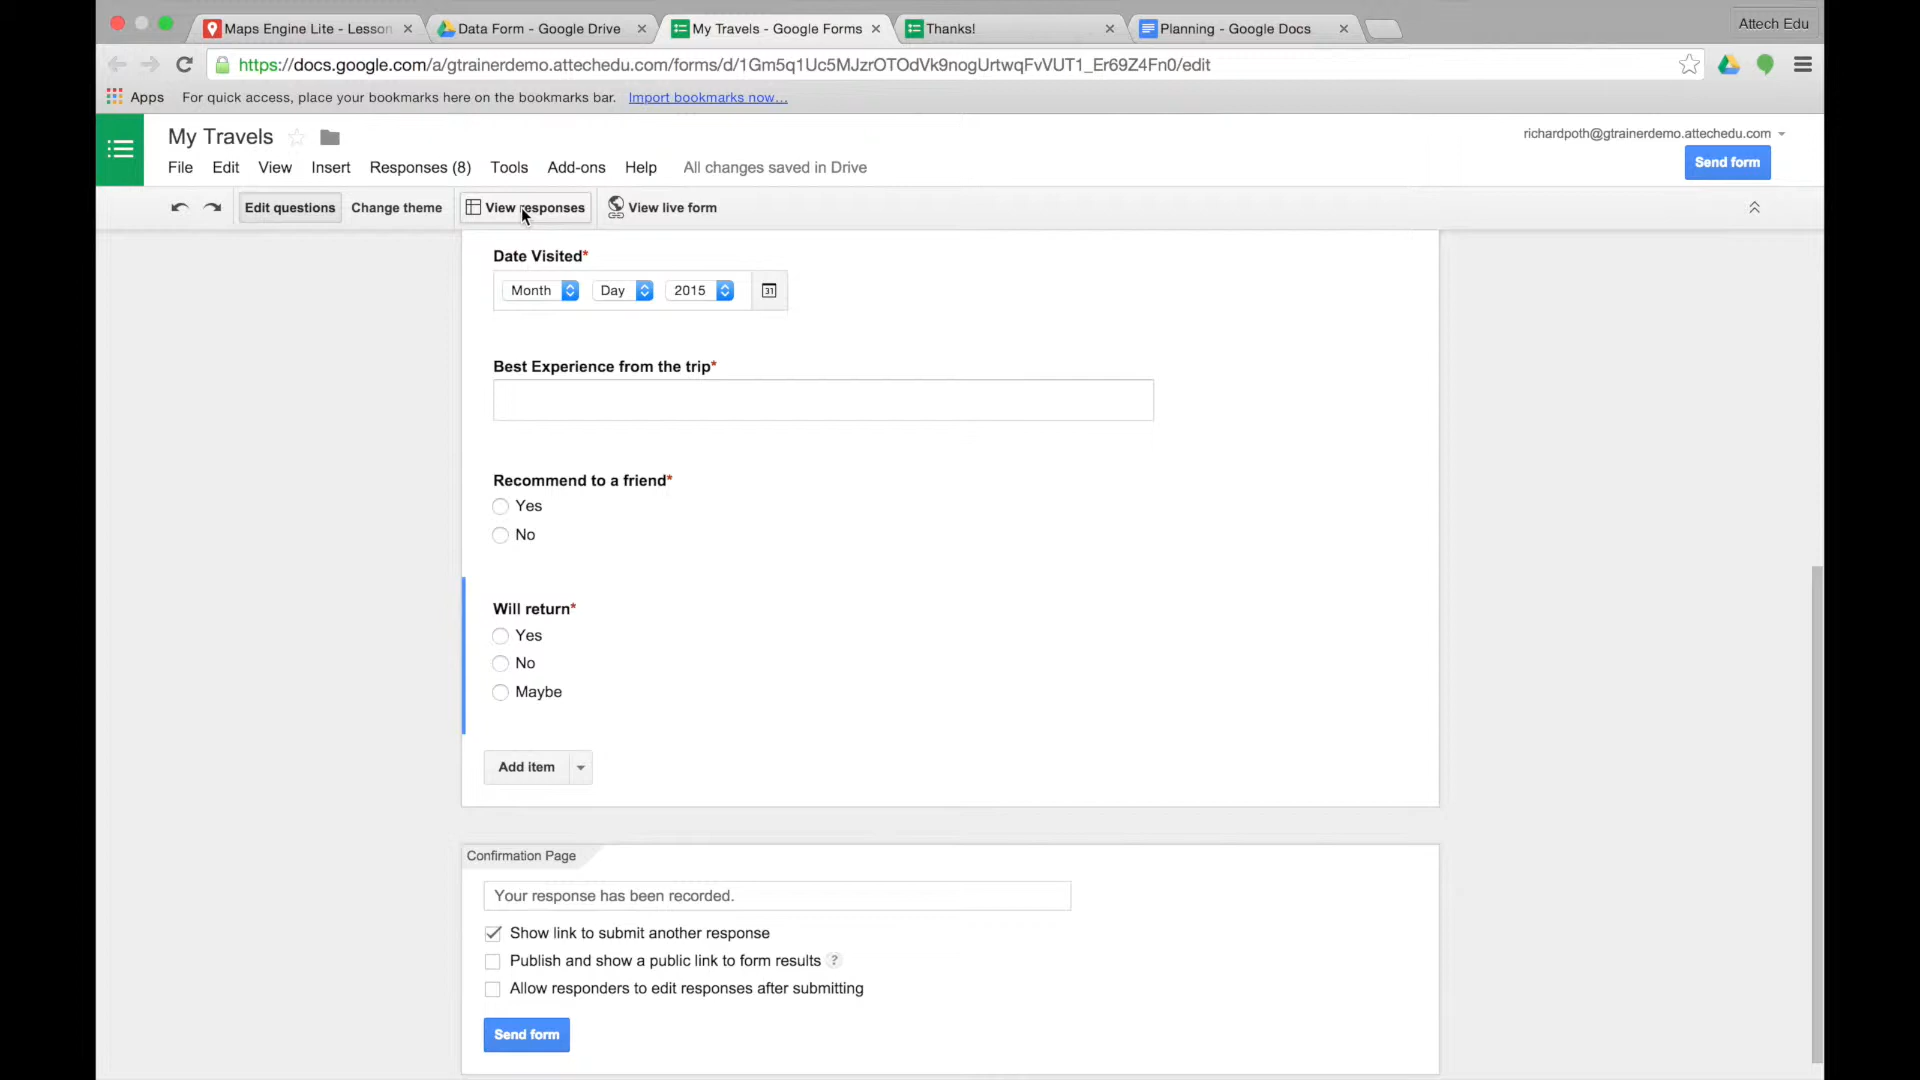 Maps Engine Lite - Lesson
Data Form - Google Drive
My Travels - Google Forms
Thanks!
Planning - Google Docs
Attech Edu
https://docs.google.com/a/gtrainerdemo.attechedu.com/forms/d/1Gm5q1Uc5MJzrOTOdVk9nogUrtwqFvVUT1_Er69Z4Fn0/edit
Apps For quick access, place your bookmarks here on the bookmarks bar. Import bookmarks now...
My Travels
richardpoth@gtrainerdemo.attechedu.com
Send form
File Edit View Insert Responses (8) Tools Add-ons Help All changes saved in Drive
Edit questions Change theme View responses View live form
Date Visited*
Month Day 2015 31
Best Experience from the trip*
Recommend to a friend*
Yes
No
Will return*
Yes
No
Maybe
Add item
Confirmation Page
Your response has been recorded.
Show link to submit another response
Publish and show a public link to form results ?
Allow responders to edit responses after submitting
Send form